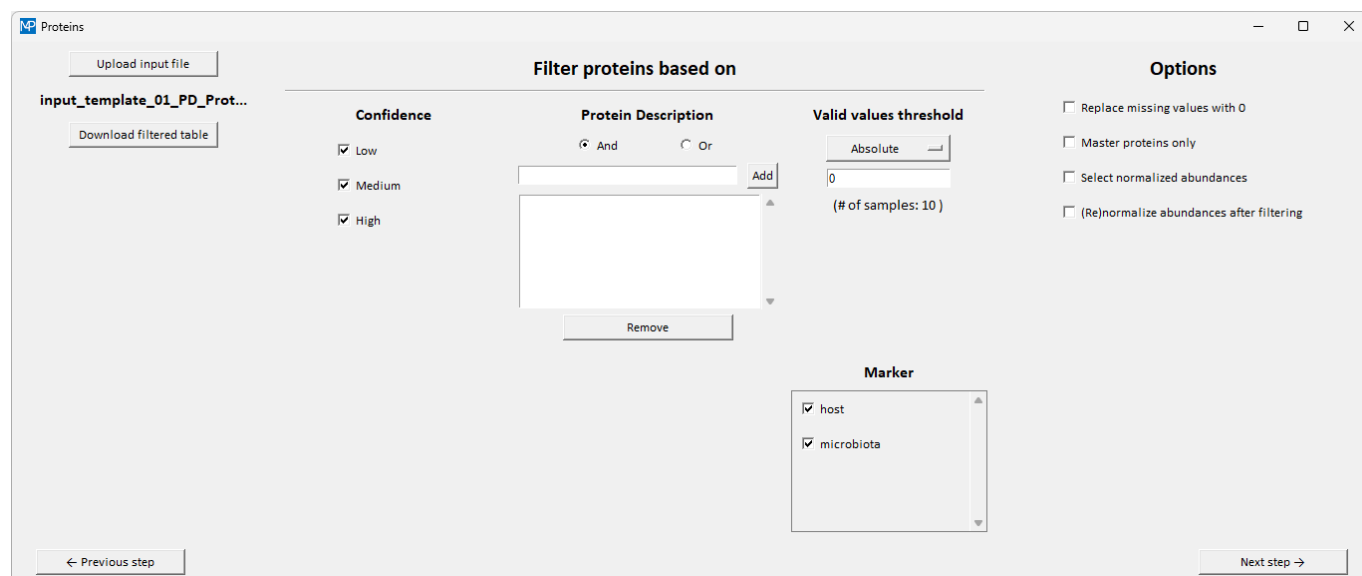 MP Proteins
Upload input file
input_template_01_PD_Prot...
Download filtered table
Filter proteins based on
Confidence
Low
Medium
High
Protein Description
And Or
Add
Remove
Valid values threshold
Absolute
0
(# of samples: 10 )
Marker
host
microbiota
Options
Replace missing values with 0
Master proteins only
Select normalized abundances
(Re)normalize abundances after filtering
← Previous step
Next step →